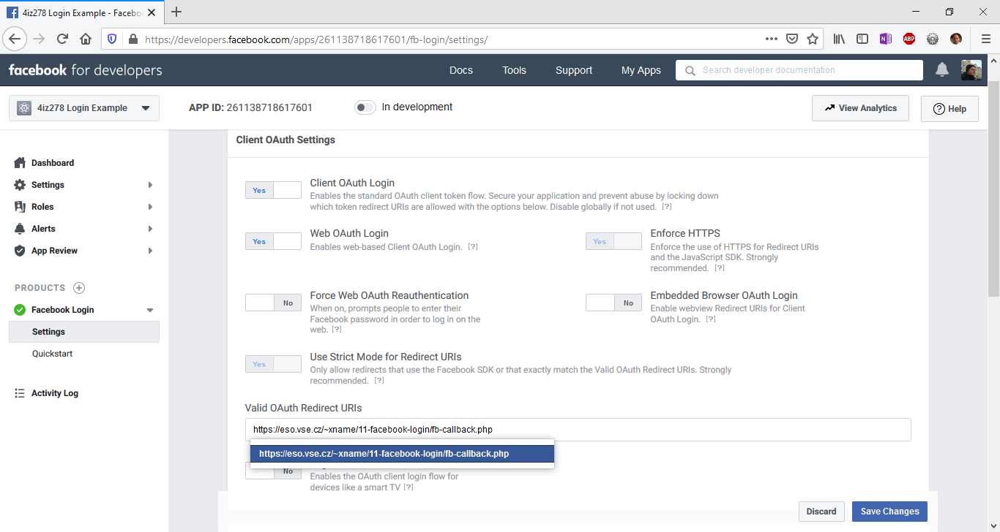 4iz278 Login Example - Facebo
https://developers.facebook.com/apps/261138718617601/fb-login/settings/
facebook for developers
Docs
Tools
Support
My Apps
Search developer documentation
4iz278 Login Example
APP ID: 261138718617601
In development
View Analytics
Help
Dashboard
Settings
Roles
Alerts
App Review
PRODUCTS
Facebook Login
Settings
Quickstart
Activity Log
Client OAuth Settings
Yes
Client OAuth Login
Enables the standard OAuth client token flow. Secure your application and prevent abuse by locking down
which token redirect URIs are allowed with the options below. Disable globally if not used. [?]
Yes
Web OAuth Login
Enables web-based Client OAuth Login. [?]
Yes
Enforce HTTPS
Enforce the use of HTTPS for Redirect URIs
and the JavaScript SDK. Strongly
recommended. [?]
No
Force Web OAuth Reauthentication
When on, prompts people to enter their
Facebook password in order to log in on the
web. [?]
No
Embedded Browser OAuth Login
Enable webview Redirect URIs for Client
OAuth Login. [?]
Yes
Use Strict Mode for Redirect URIs
Only allow redirects that use the Facebook SDK or that exactly match the Valid OAuth Redirect URIs. Strongly
recommended. [?]
Valid OAuth Redirect URIs
https://eso.vse.cz/~xname/11-facebook-login/fb-callback.php
https://eso.vse.cz/~xname/11-facebook-login/fb-callback.php
No
Enables the OAuth client login flow for
devices like a smart TV [?]
Discard
Save Changes